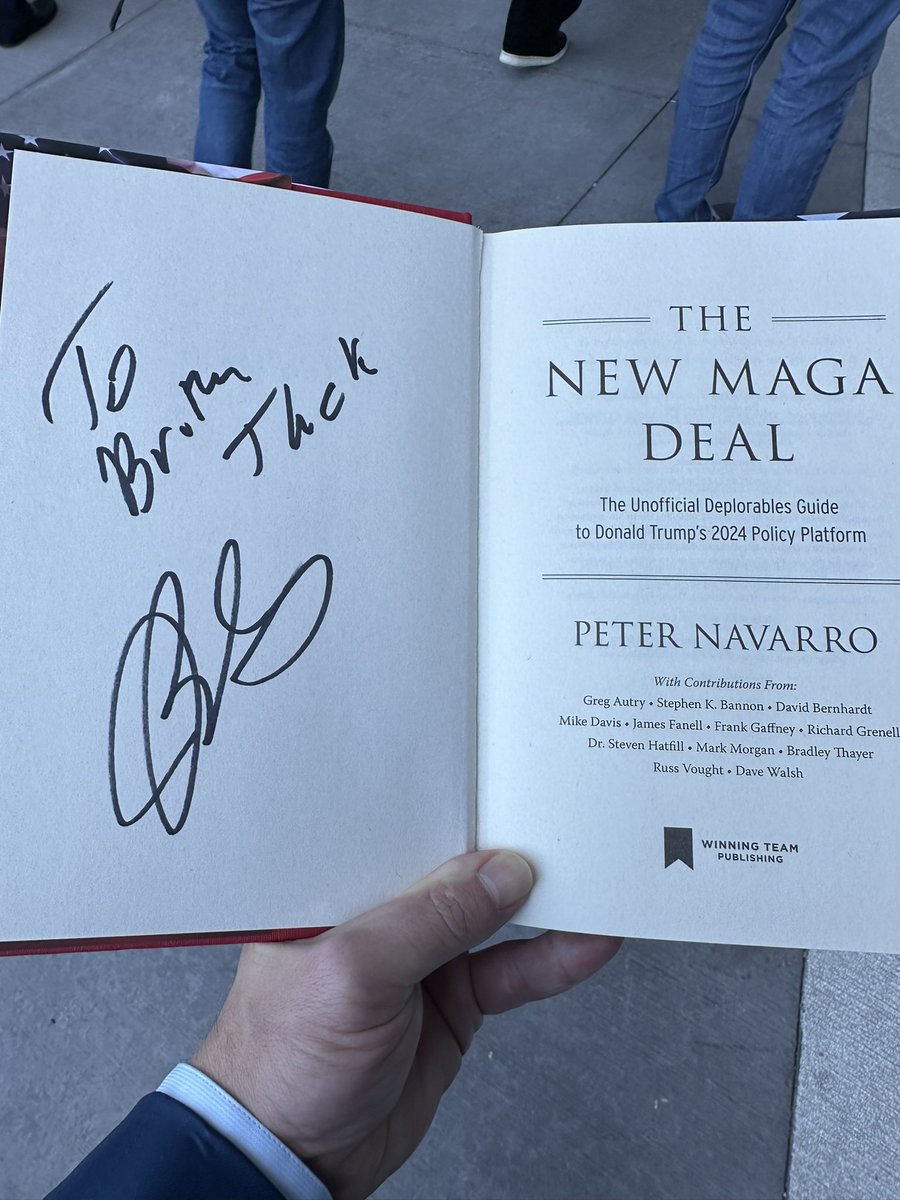 To
Jack
THE
NEW MAGA
DEAL
The Unofficial Deplorables Guide
to Donald Trump's 2024 Policy Platform
PETER NAVARRO
With Contributions From:
Greg Autry • Stephen K. Bannon • David Bernhardt
Mike Davis • James Fanell • Frank Gaffney • Richard Grenell
Dr. Steven Hatfill • Mark Morgan • Bradley Thayer
Russ Vought • Dave Walsh
WINNING TEAM
PUBLISHING